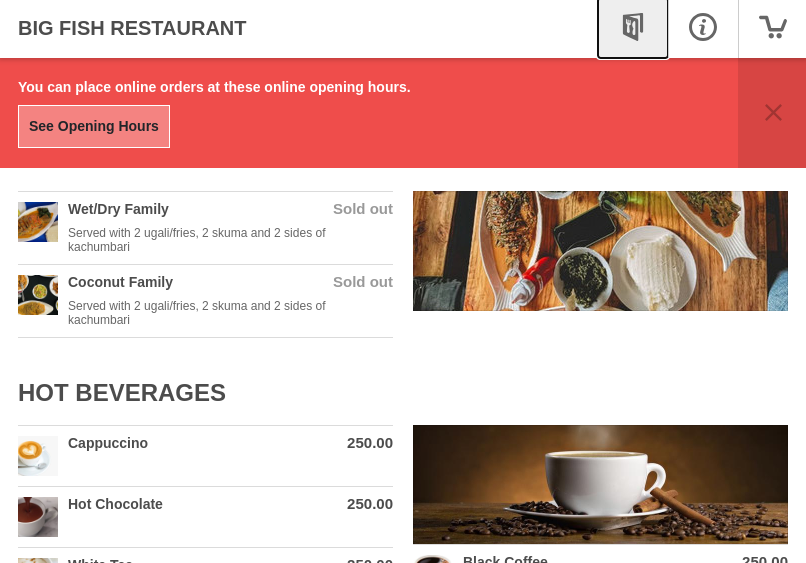 BIG FISH RESTAURANT
You can place online orders at these online opening hours.
See Opening Hours
Wet/Dry Family
Sold out
Served with 2 ugali/fries, 2 skuma and 2 sides of
kachumbari
Coconut Family
Sold out
Served with 2 ugali/fries, 2 skuma and 2 sides of
kachumbari
HOT BEVERAGES
Cappuccino
250.00
Hot Chocolate
250.00
White Tea
250.00
Black Coffee
250.00